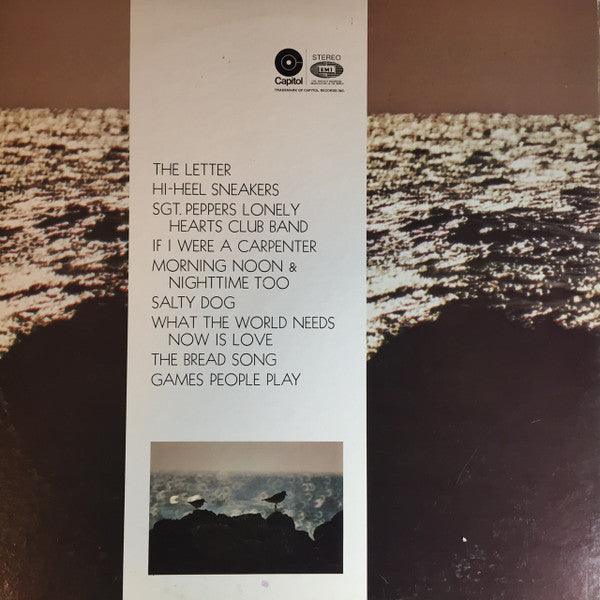 Capitol
STEREO
EMI
TRADEMARK OF CAPITOL RECORDS INC.
THE LETTER
HI-HEEL SNEAKERS
SGT. PEPPERS LONELY
HEARTS CLUB BAND
IF I WERE A CARPENTER
MORNING NOON &
NIGHTTIME TOO
SALTY DOG
WHAT THE WORLD NEEDS
NOW IS LOVE
THE BREAD SONG
GAMES PEOPLE PLAY